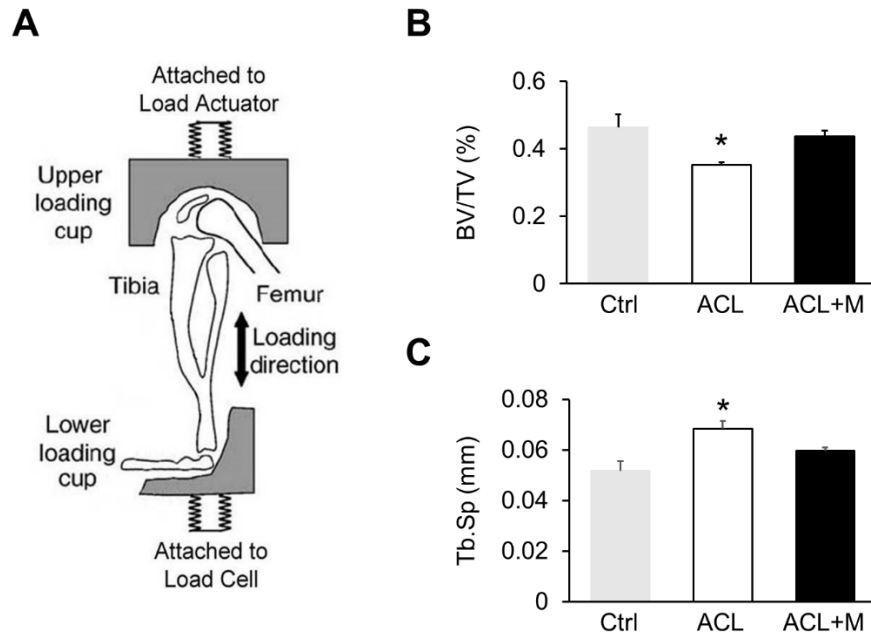 A
Attached to
Load Actuator
Upper
loading
cup
Tibia
Femur
Loading
direction
Lower
loading
cup
Attached to
Load Cell
B
BV/TV (%)
0.6
0.4
0.2
0
*
Ctrl ACL ACL+M
C
Tb.Sp (mm)
0.08
0.06
0.04
0.02
0
*
Ctrl ACL ACL+M